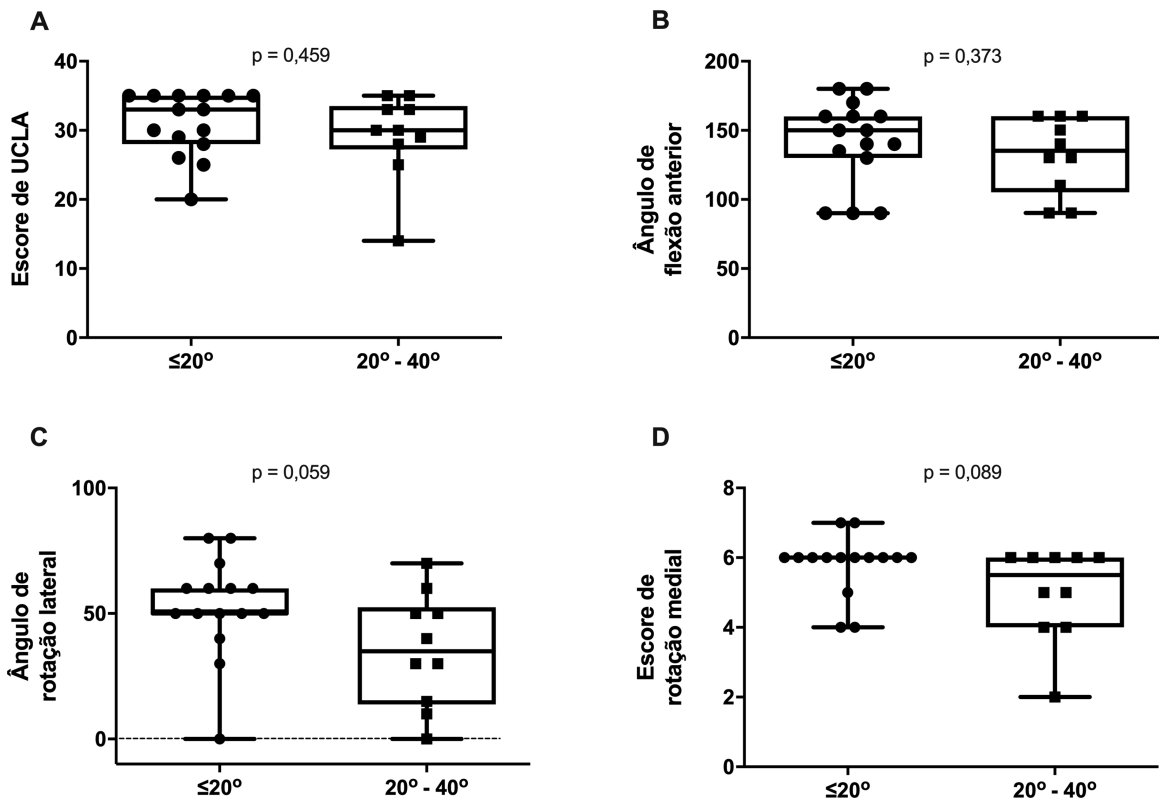 A
p = 0,459
Escore de UCLA
40
30
20
10
0
≤20º
20º - 40º
B
p = 0,373
Ângulo de
flexão anterior
200
150
100
50
0
≤20º
20º - 40º
C
p = 0,059
Ângulo de
rotação lateral
100
50
0
≤20º
20º - 40º
D
p = 0,089
Escore de
rotação medial
8
6
4
2
0
≤20º
20º - 40º